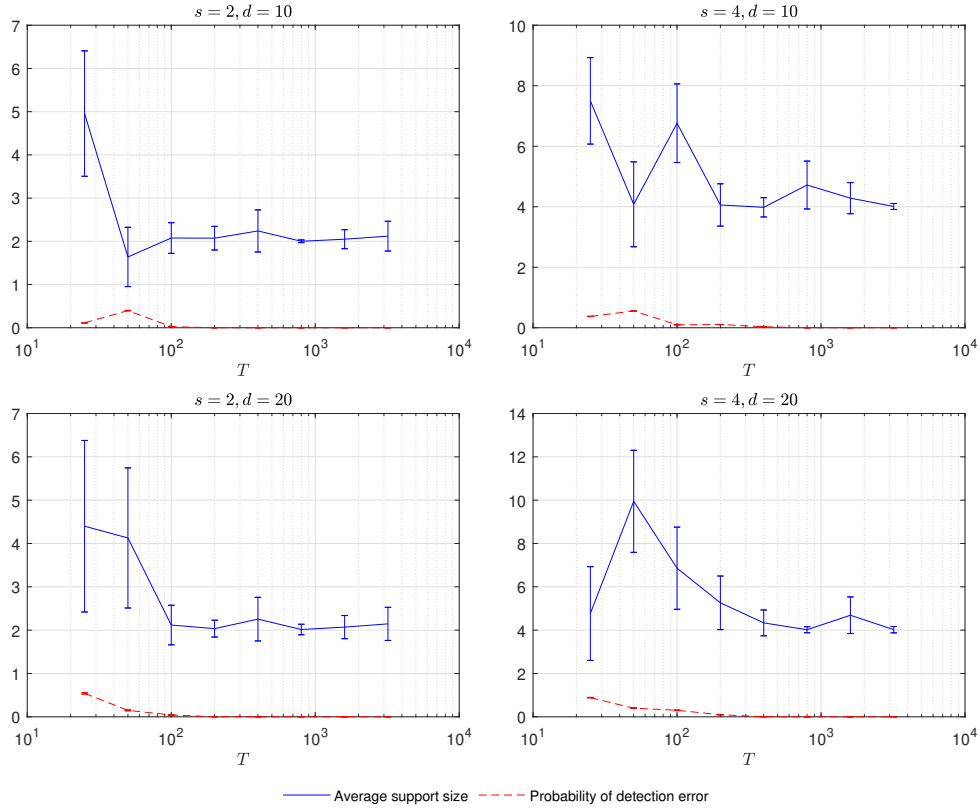 s = 2, d = 10
7
6
5
4
3
2
1
0
10^1 10^2 10^3 10^4
T
s = 4, d = 10
10
8
6
4
2
0
10^1 10^2 10^3 10^4
T
s = 2, d = 20
7
6
5
4
3
2
1
0
10^1 10^2 10^3 10^4
T
s = 4, d = 20
14
12
10
8
6
4
2
0
10^1 10^2 10^3 10^4
T
Average support size Probability of detection error